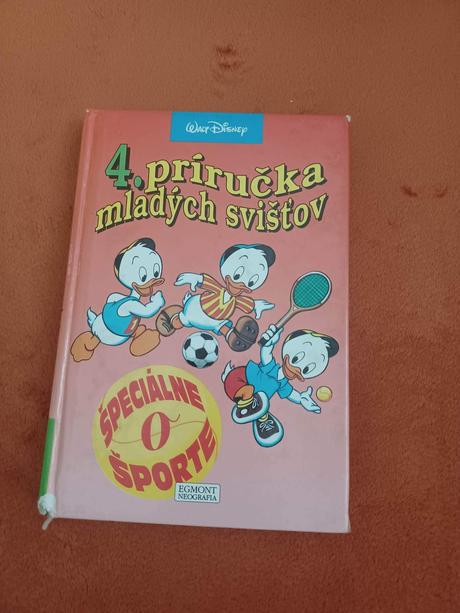 Walt Disney
4. príručka
mladých svišťov
ŠPECIÁLNE
O
ŠPORTE
EGMONT
NEOGRAFIA